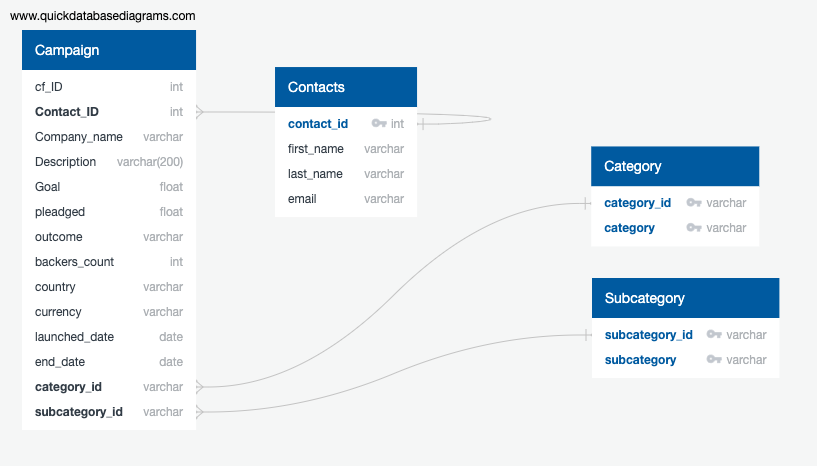 www.quickdatabasediagrams.com
Campaign
cf_ID int
Contact_ID int
Company_name varchar
Description varchar(200)
Goal float
pleadged float
outcome varchar
backers_count int
country varchar
currency varchar
launched_date date
end_date date
category_id varchar
subcategory_id varchar
Contacts
contact_id int
first_name varchar
last_name varchar
email varchar
Category
category_id varchar
category varchar
Subcategory
subcategory_id varchar
subcategory varchar